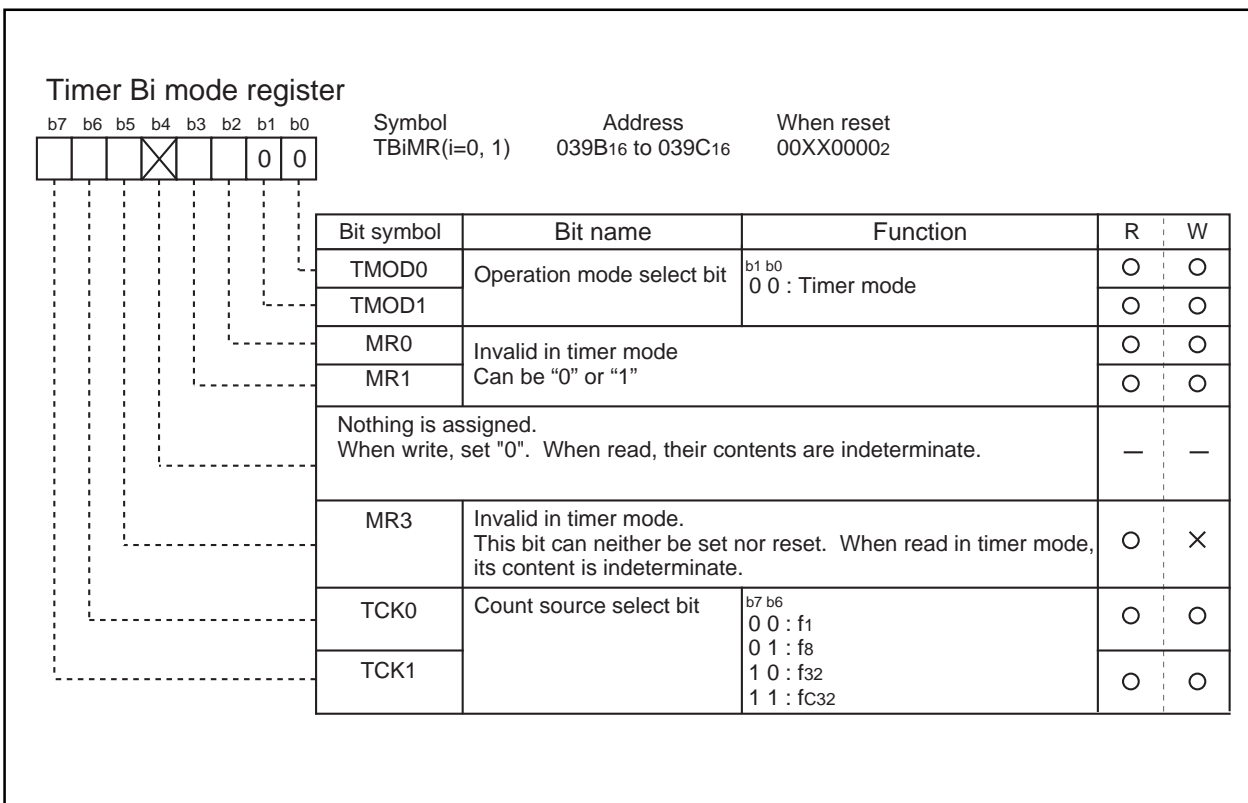 Timer Bi mode register
b7 b6 b5 b4 b3 b2 b1 b0
0 0
Symbol Address When reset
TBiMR(i=0, 1) 039B16 to 039C16 00XX00002
Bit symbol Bit name Function R W
TMOD0 Operation mode select bit b1 b0
0 0 : Timer mode
TMOD1
MR0 Invalid in timer mode
MR1 Can be “0” or “1”
Nothing is assigned.
When write, set "0". When read, their contents are indeterminate. – –
MR3 Invalid in timer mode.
This bit can neither be set nor reset. When read in timer mode,
its content is indeterminate.
TCK0 Count source select bit b7 b6
0 0 : f1
0 1 : f8
TCK1 1 0 : f32
1 1 : fC32